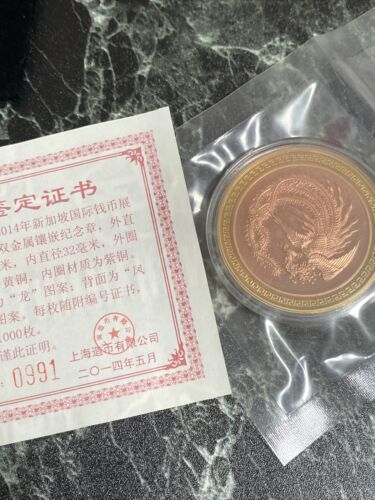 鉴定证书
2014年新加坡国际钱币展
双金属镶嵌纪念章,外直
米,内直径32毫米,外圈
黄铜,内圈材质为紫铜。
“龙”图案;背面为“凤
图案。每枚随附编号证书,
000枚。
谨此证明。
上海造币有限公司
: 0991
二〇一四年五月